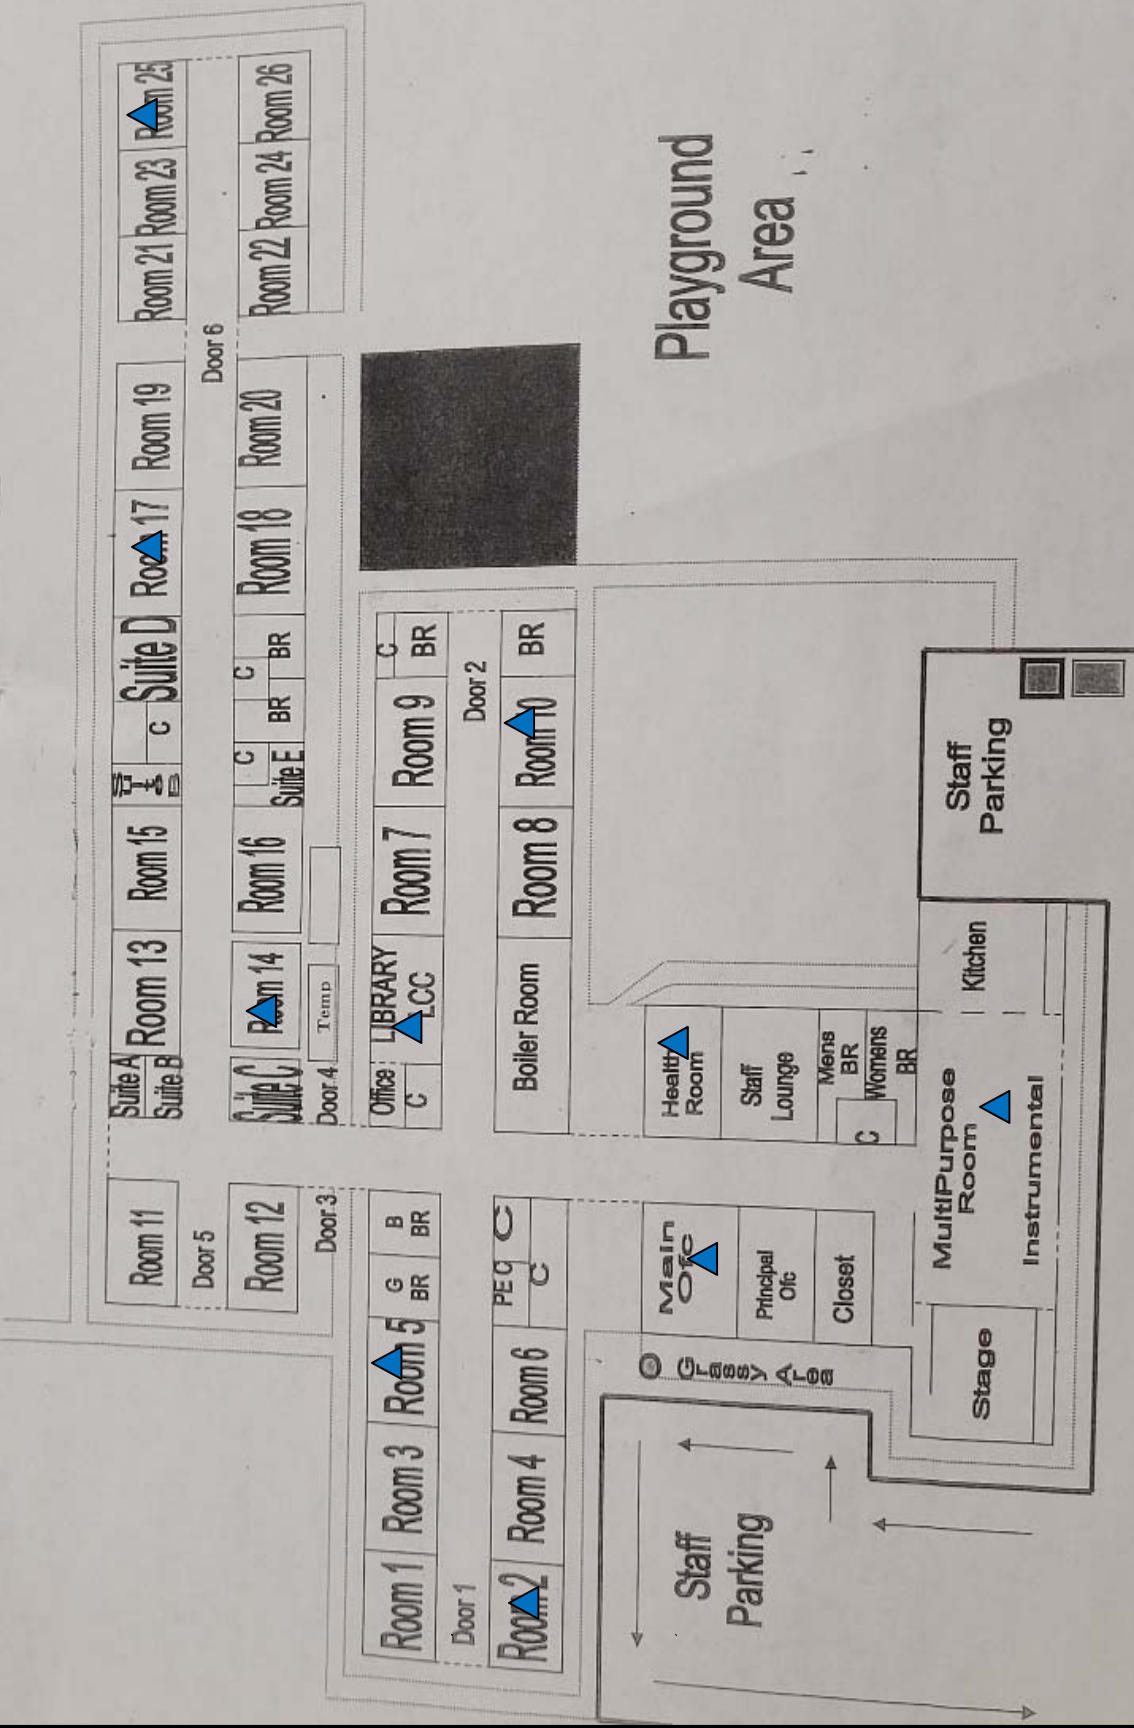 Room 25
Room 23
Room 21
Room 26
Room 24
Room 22
Door 6
Room 19
Room 17
Suite D
C
Room 15
Room 13
Suite A
Suite B
Room 11
Room 20
Room 18
BR
C
BR
C
Suite E
Room 16
Room 14
Suite C
Room 12
Door 5
Temp
Door 4
Door 3
C
BR
Room 9
Room 7
LIBRARY
LCC
Office
C
B
BR
G
BR
Room 5
Room 3
Room 1
Door 2
Door 1
BR
Room 10
Room 8
Boiler Room
PE C
C
C
Room 6
Room 4
Room 2
Playground
Area
Health
Room
Staff
Lounge
Mens
BR
Womens
BR
C
Main
Ofc
Principal
Ofc
Closet
Grassy Area
Kitchen
MultiPurpose
Room
Instrumental
Stage
Staff
Parking
Staff
Parking